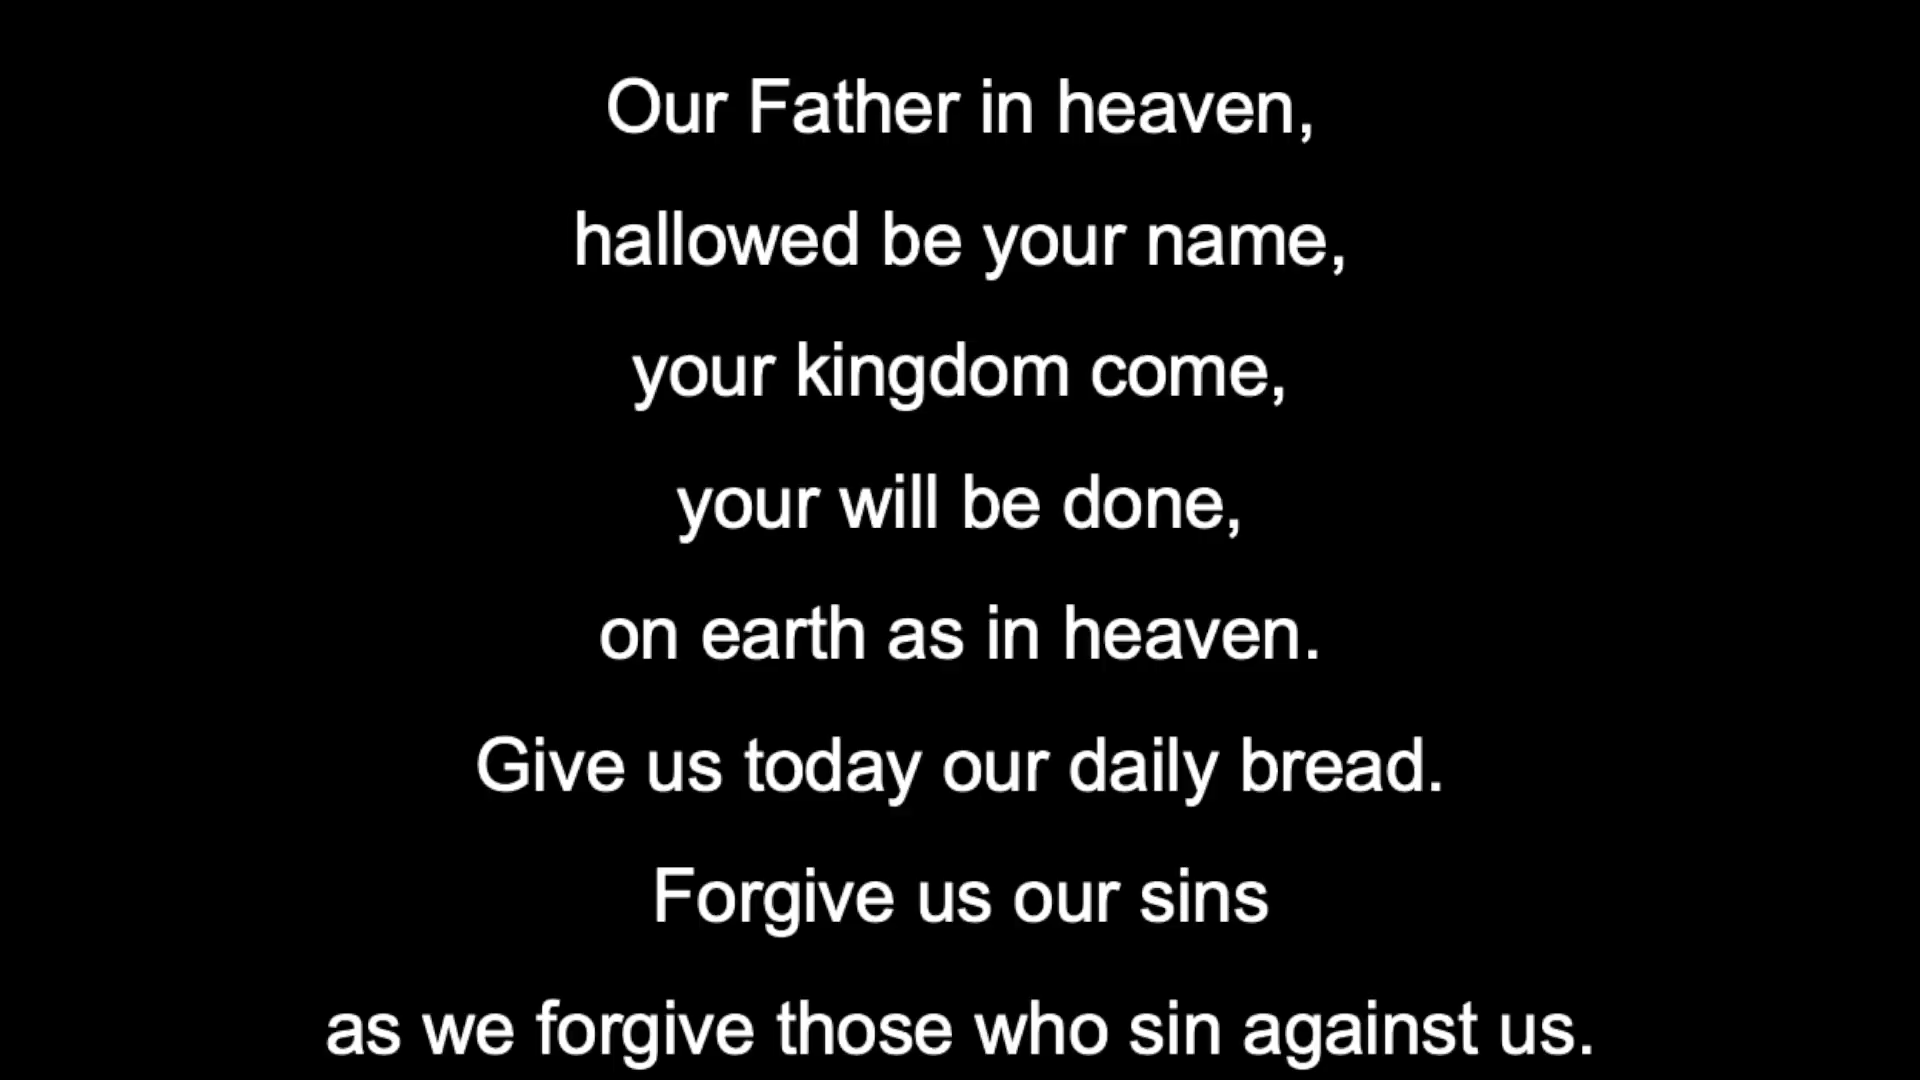 Our Father in heaven,
hallowed be your name,
your kingdom come,
your will be done,
on earth as in heaven.
Give us today our daily bread.
Forgive us our sins
as we forgive those who sin against us.